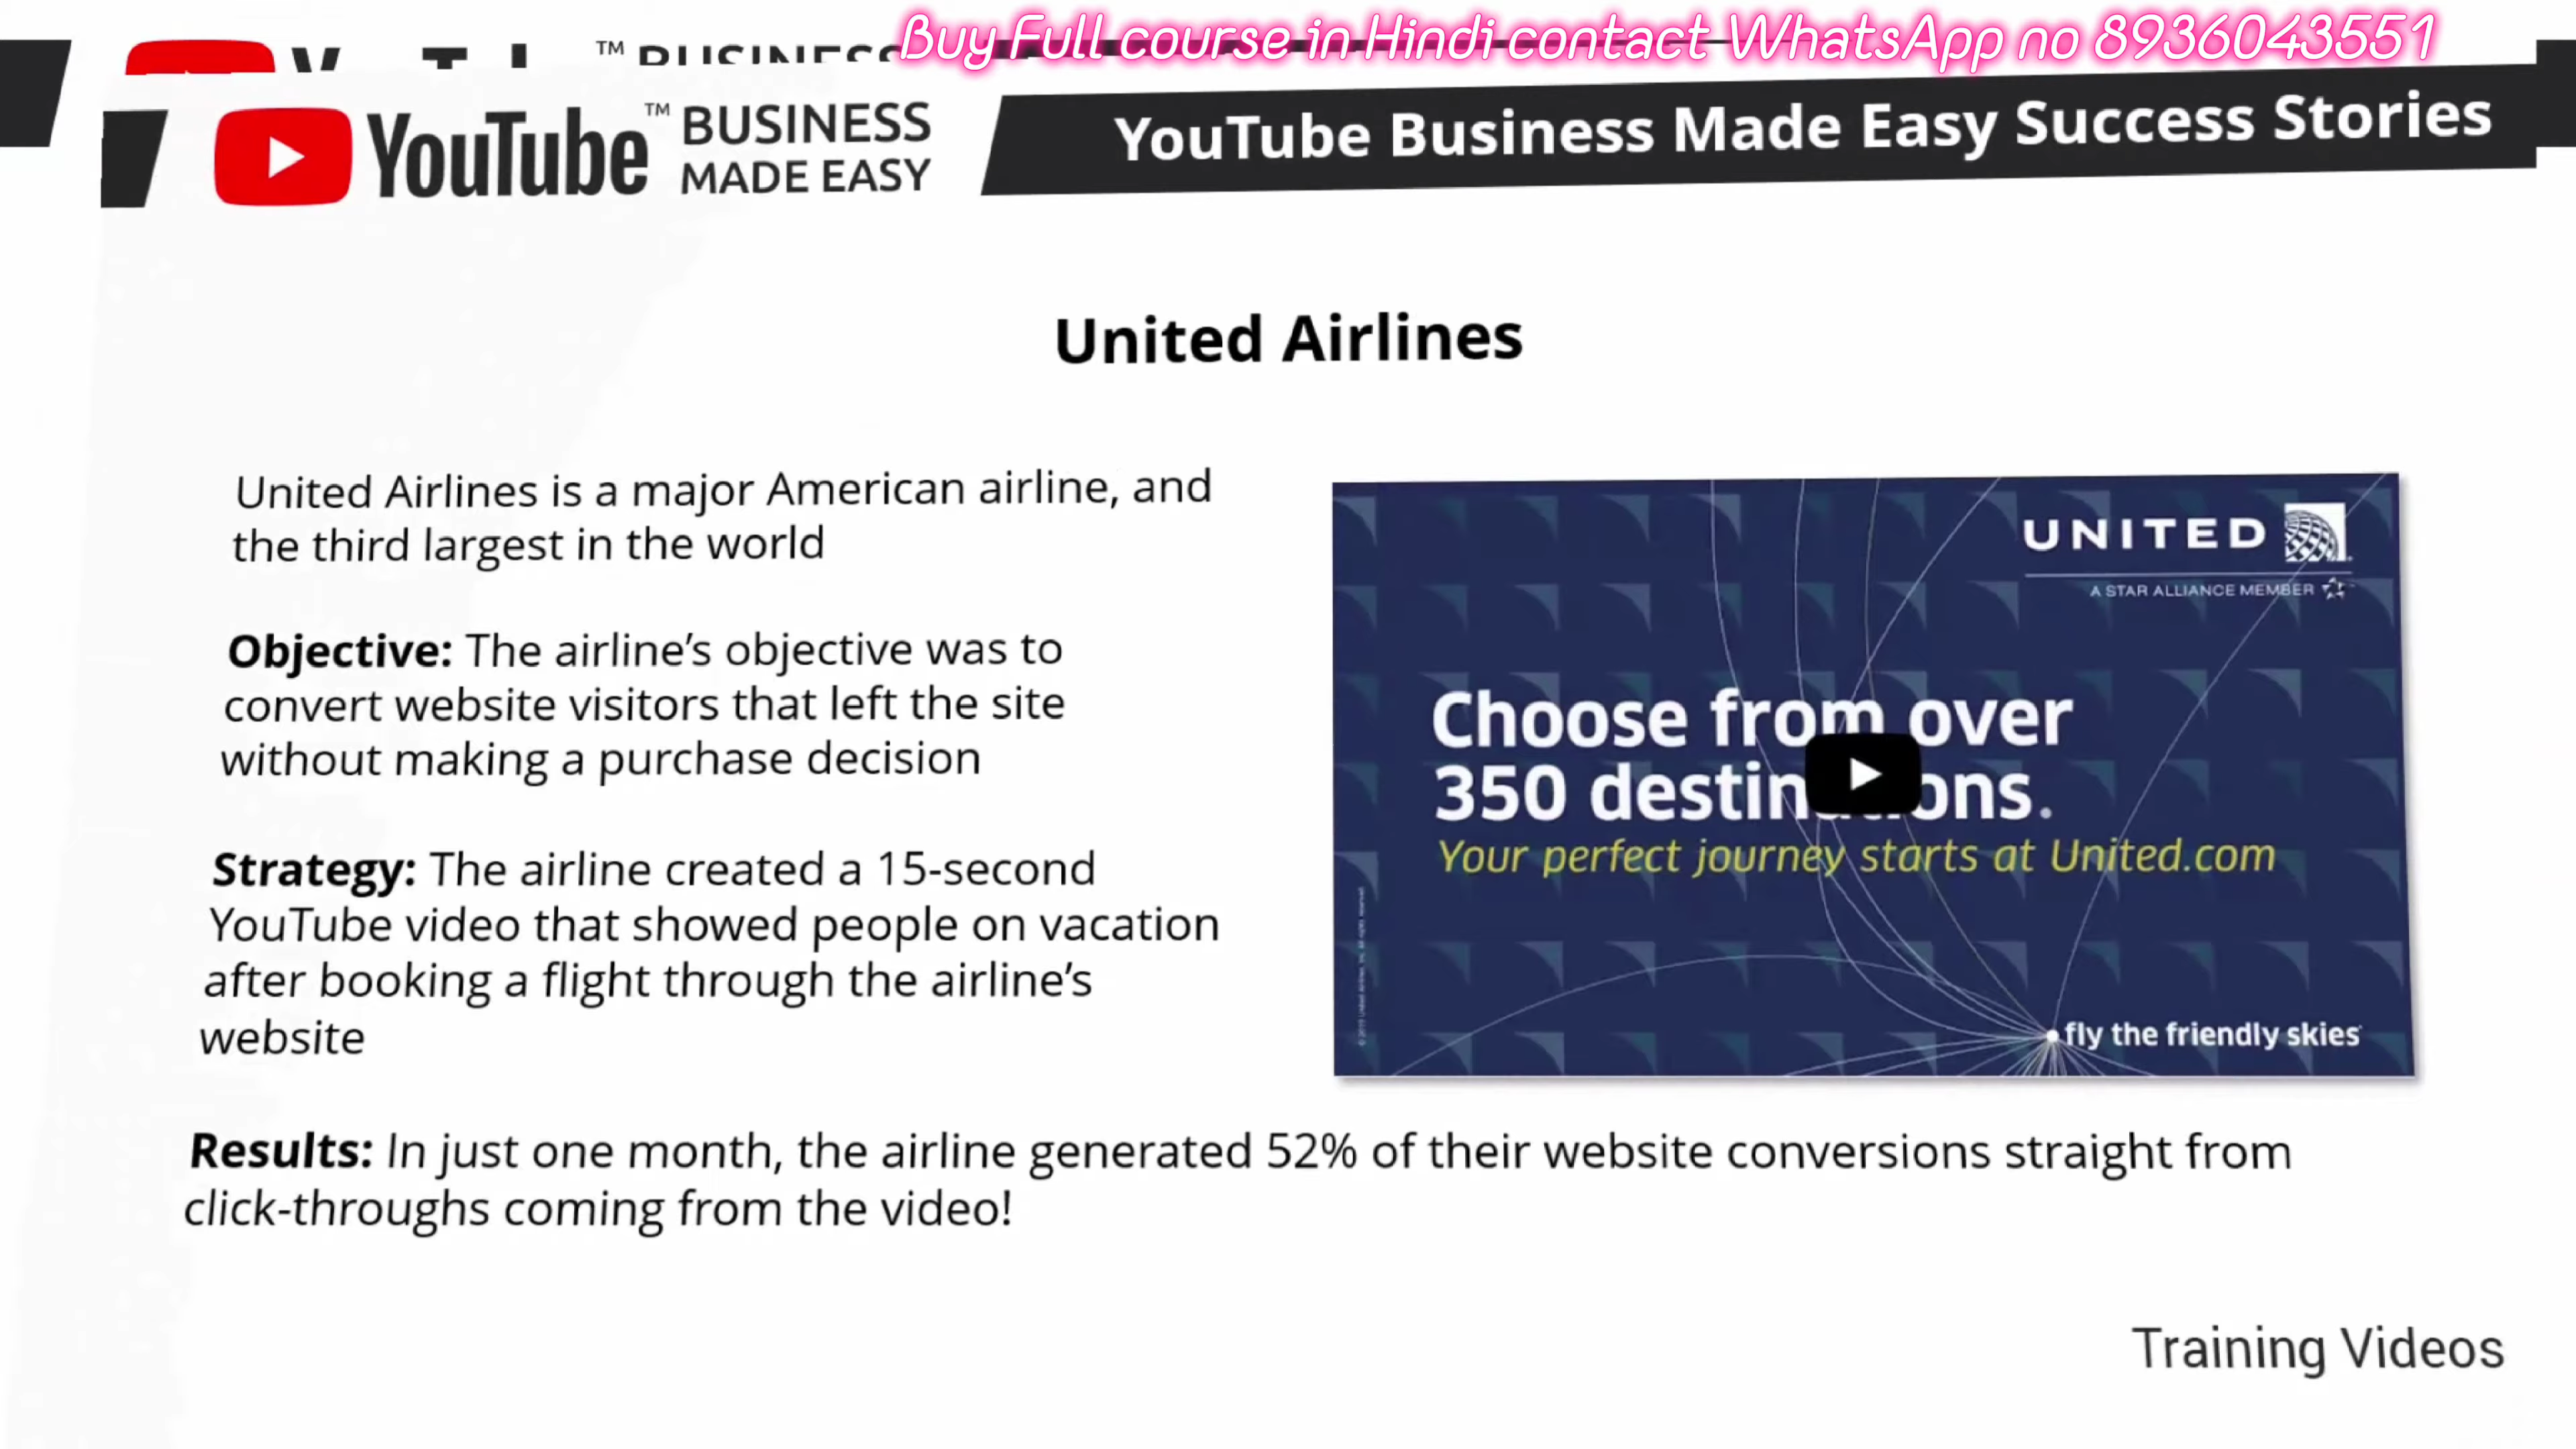 Buy Full course in Hindi contact WhatsApp no 8936043551
™ BUSINESS
YouTube™ BUSINESS
MADE EASY
YouTube Business Made Easy Success Stories
United Airlines
United Airlines is a major American airline, and
the third largest in the world
Objective: The airline's objective was to
convert website visitors that left the site
without making a purchase decision
Strategy: The airline created a 15-second
YouTube video that showed people on vacation
after booking a flight through the airline's
website
UNITED
A STAR ALLIANCE MEMBER
Choose from over
350 destinations.
Your perfect journey starts at United.com
fly the friendly skies
Results: In just one month, the airline generated 52% of their website conversions straight from
click-throughs coming from the video!
Training Videos